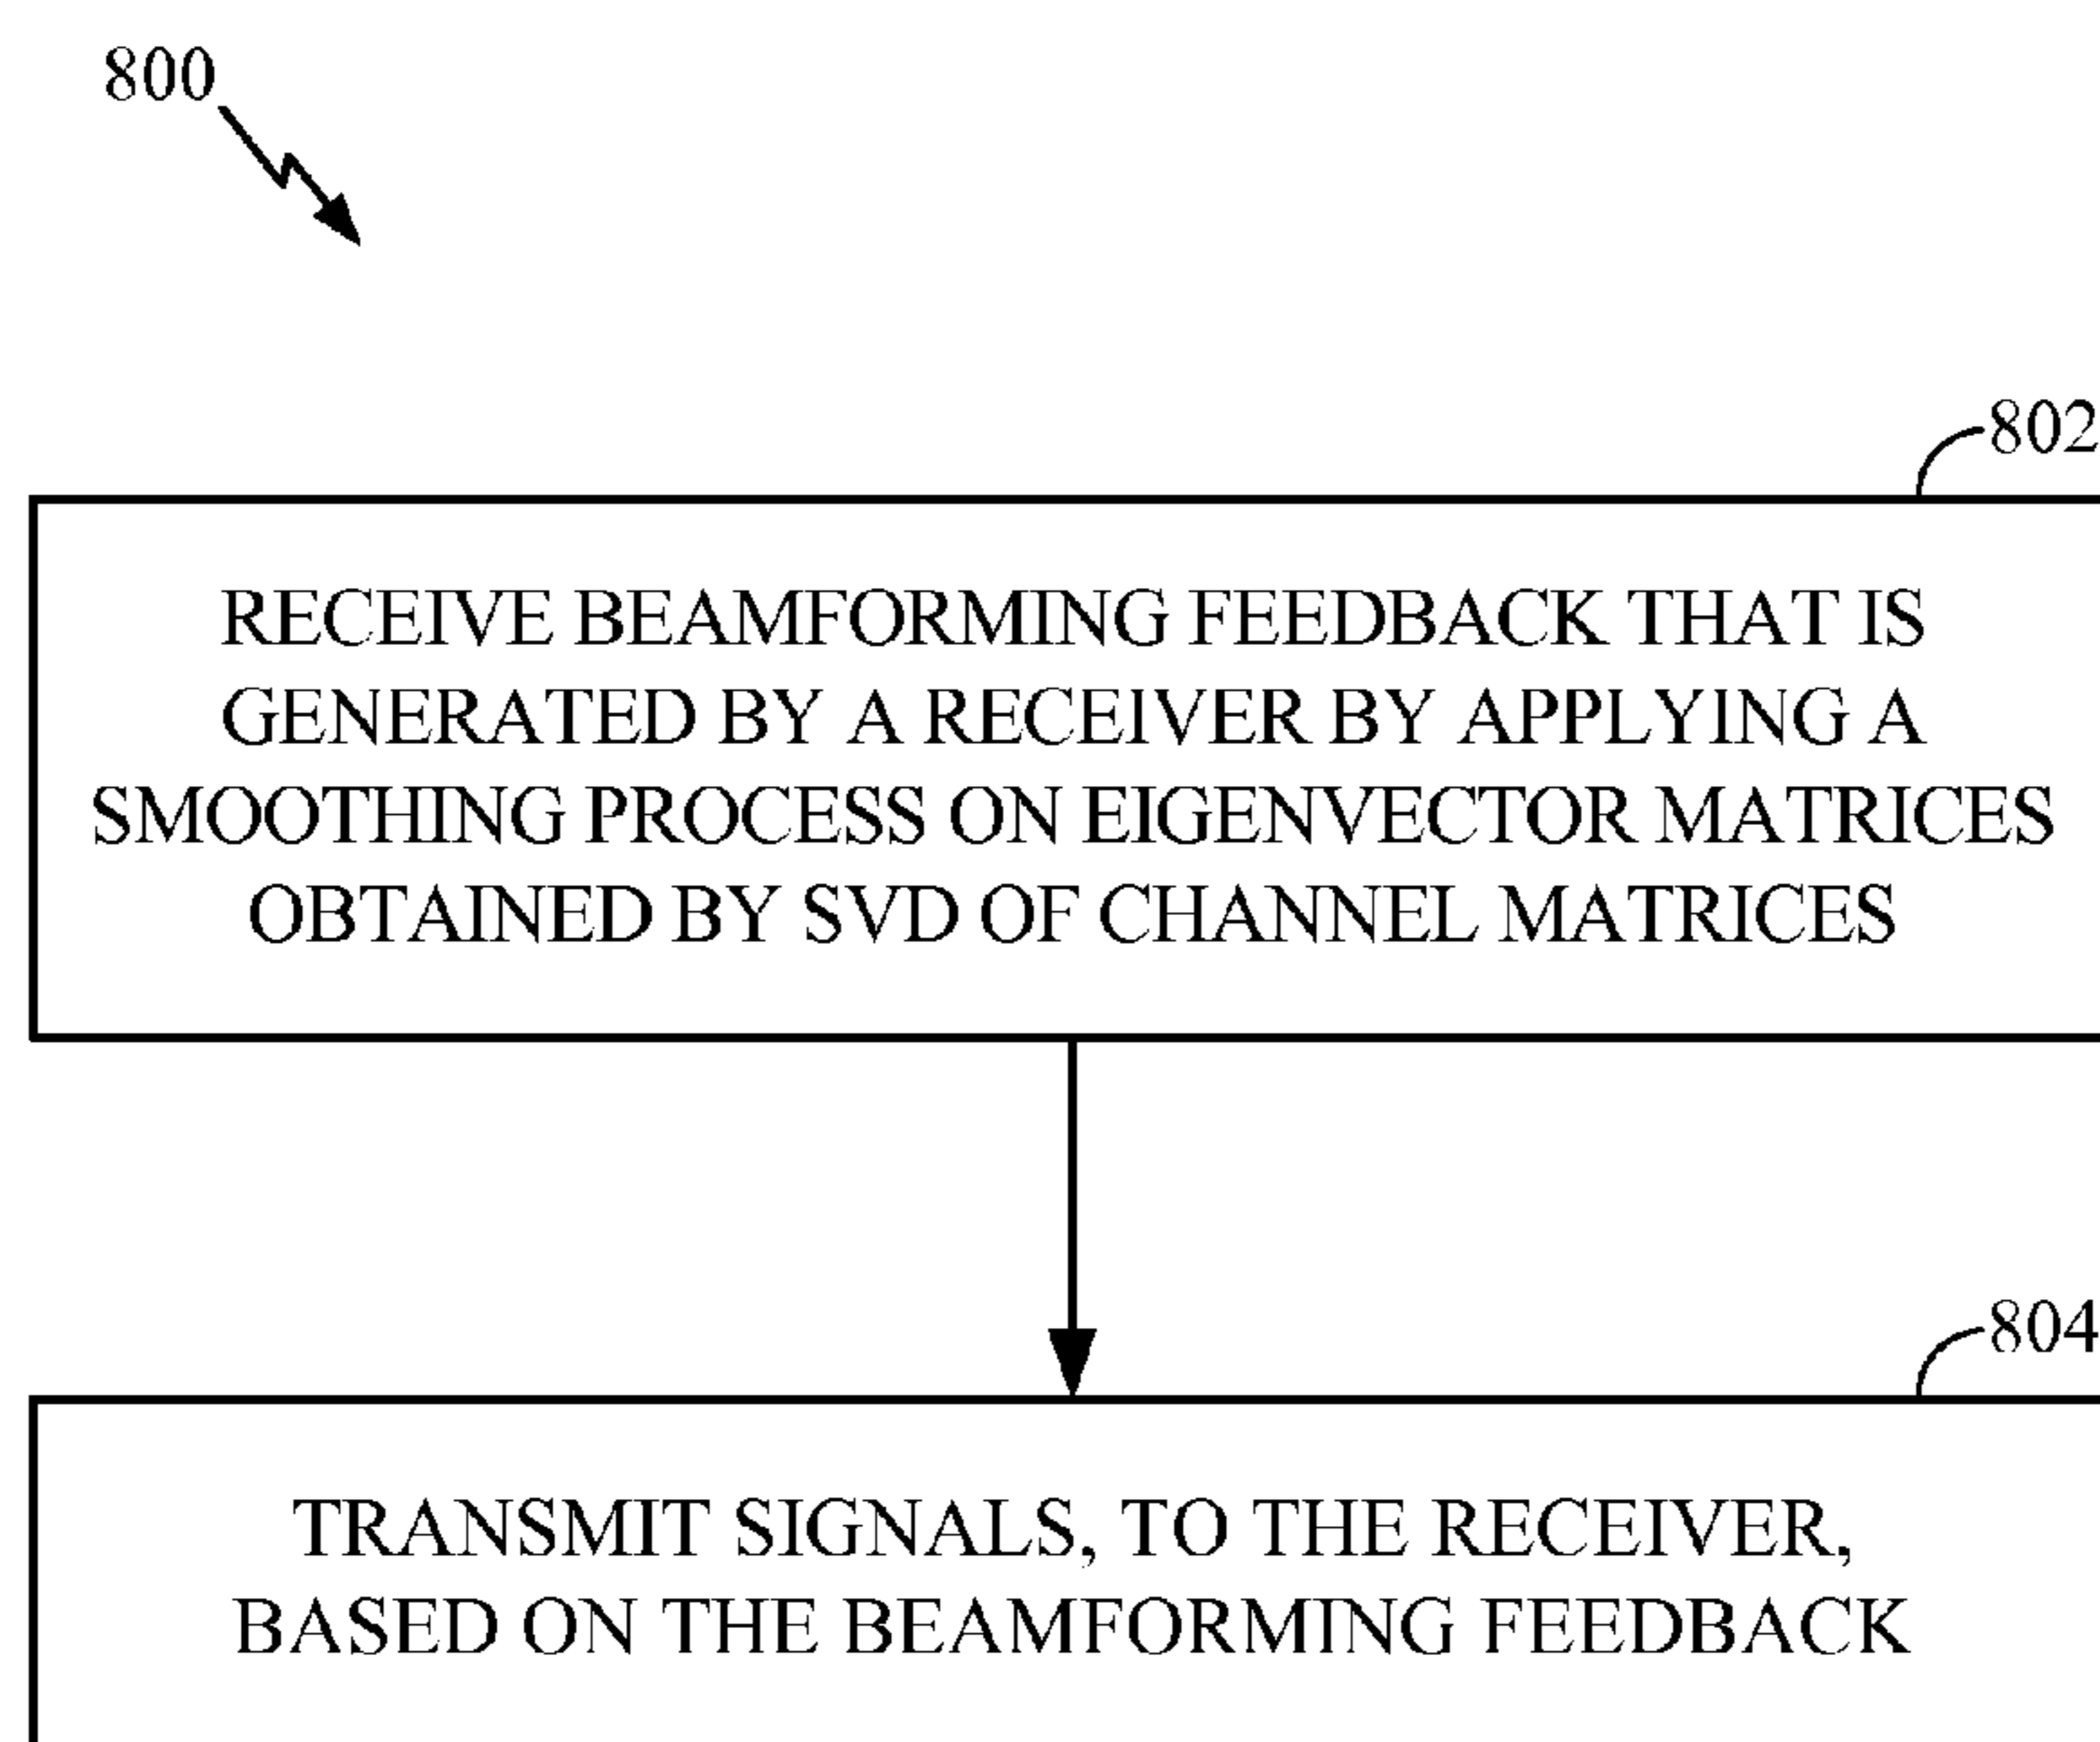 800
802
RECEIVE BEAMFORMING FEEDBACK THAT IS
GENERATED BY A RECEIVER BY APPLYING A
SMOOTHING PROCESS ON EIGENVECTOR MATRICES
OBTAINED BY SVD OF CHANNEL MATRICES
804
TRANSMIT SIGNALS, TO THE RECEIVER,
BASED ON THE BEAMFORMING FEEDBACK